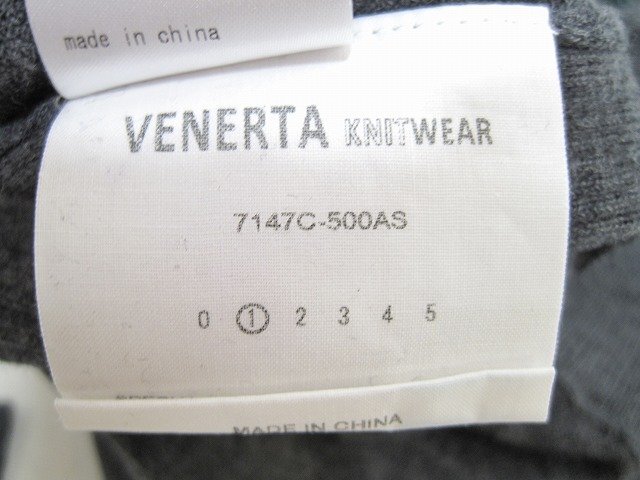 made in china
VENERTA KNITWEAR
7147C-500AS
0 1 2 3 4 5
MADE IN CHINA